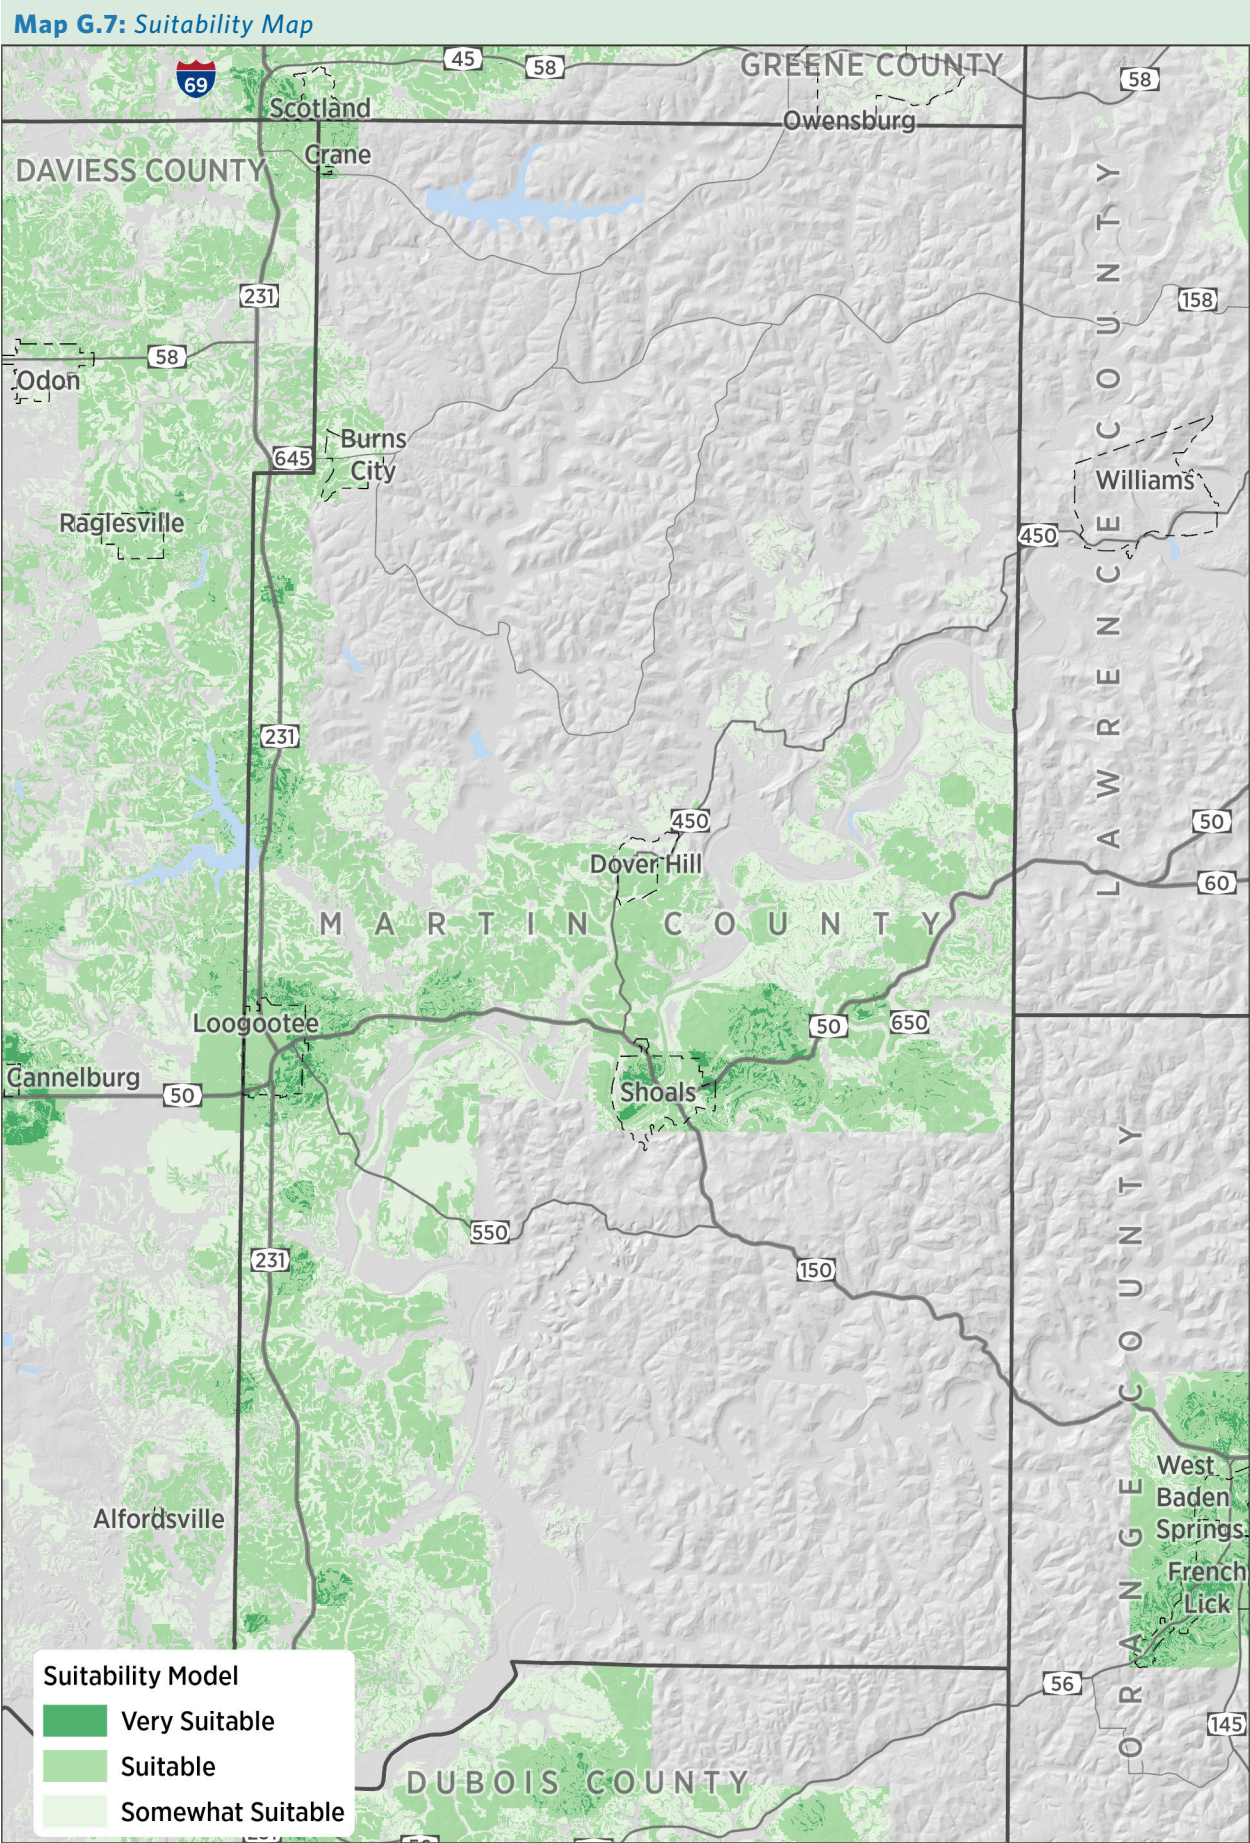 Map G.7: Suitability Map
45
58
GREENE COUNTY
58
69
Scotland
Owensburg
Crane
DAVIESS COUNTY
231
158
58
Odon
Burns
City
645
Williams
Raglesville
450
LAWRENCE COUNTY
231
450
50
Dover Hill
60
MARTIN COUNTY
Loogootee
50
650
Cannelburg
50
Shoals
550
231
150
ORANGE COUNTY
West
Baden
Springs
Alfordsville
French
Lick
56
145
DUBOIS COUNTY
Suitability Model
Very Suitable
Suitable
Somewhat Suitable